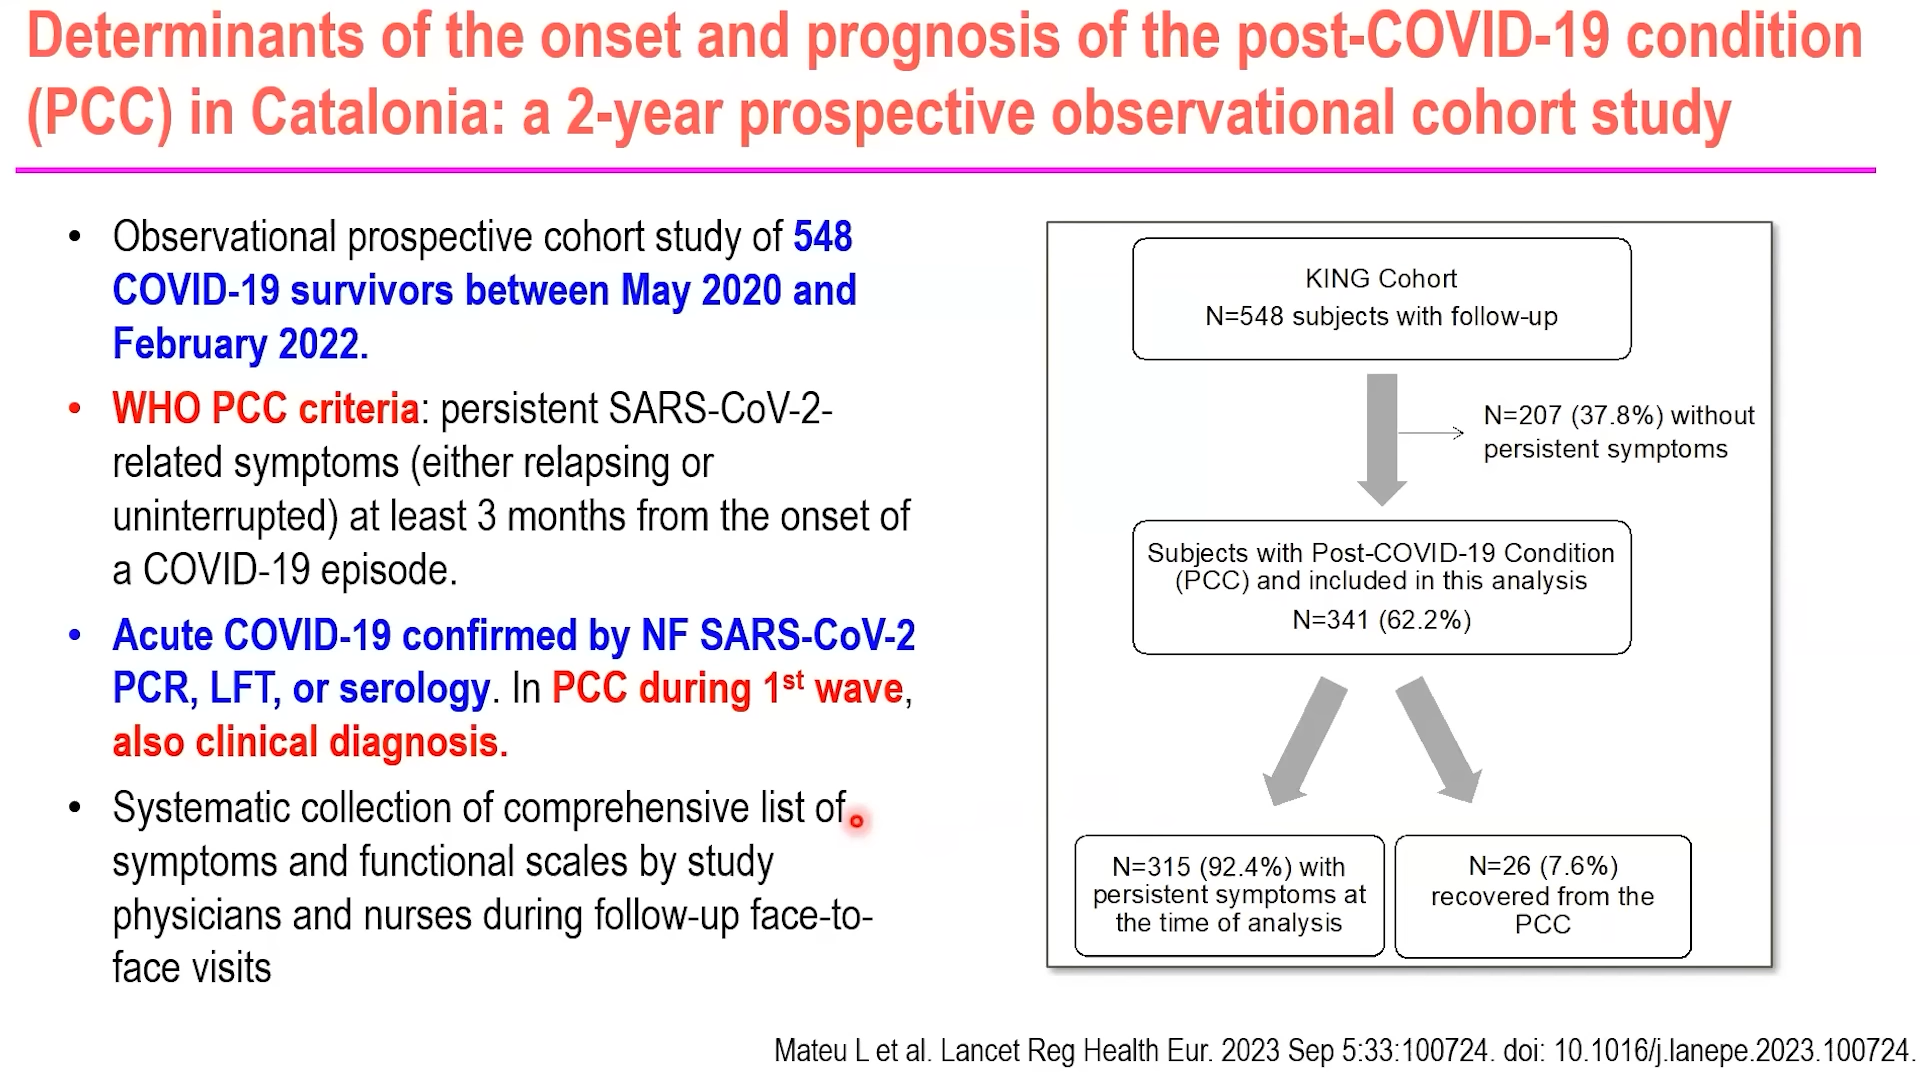 Determinants of the onset and prognosis of the post-COVID-19 condition
(PCC) in Catalonia: a 2-year prospective observational cohort study
• Observational prospective cohort study of 548
COVID-19 survivors between May 2020 and
February 2022.
• WHO PCC criteria: persistent SARS-CoV-2-
related symptoms (either relapsing or
uninterrupted) at least 3 months from the onset of
a COVID-19 episode.
• Acute COVID-19 confirmed by NF SARS-CoV-2
PCR, LFT, or serology. In PCC during 1st wave,
also clinical diagnosis.
• Systematic collection of comprehensive list of
symptoms and functional scales by study
physicians and nurses during follow-up face-to-
face visits
KING Cohort
N=548 subjects with follow-up
N=207 (37.8%) without
persistent symptoms
Subjects with Post-COVID-19 Condition
(PCC) and included in this analysis
N=341 (62.2%)
N=315 (92.4%) with
persistent symptoms at
the time of analysis
N=26 (7.6%)
recovered from the
PCC
Mateu L et al. Lancet Reg Health Eur. 2023 Sep 5:33:100724. doi: 10.1016/j.lanepe.2023.100724.